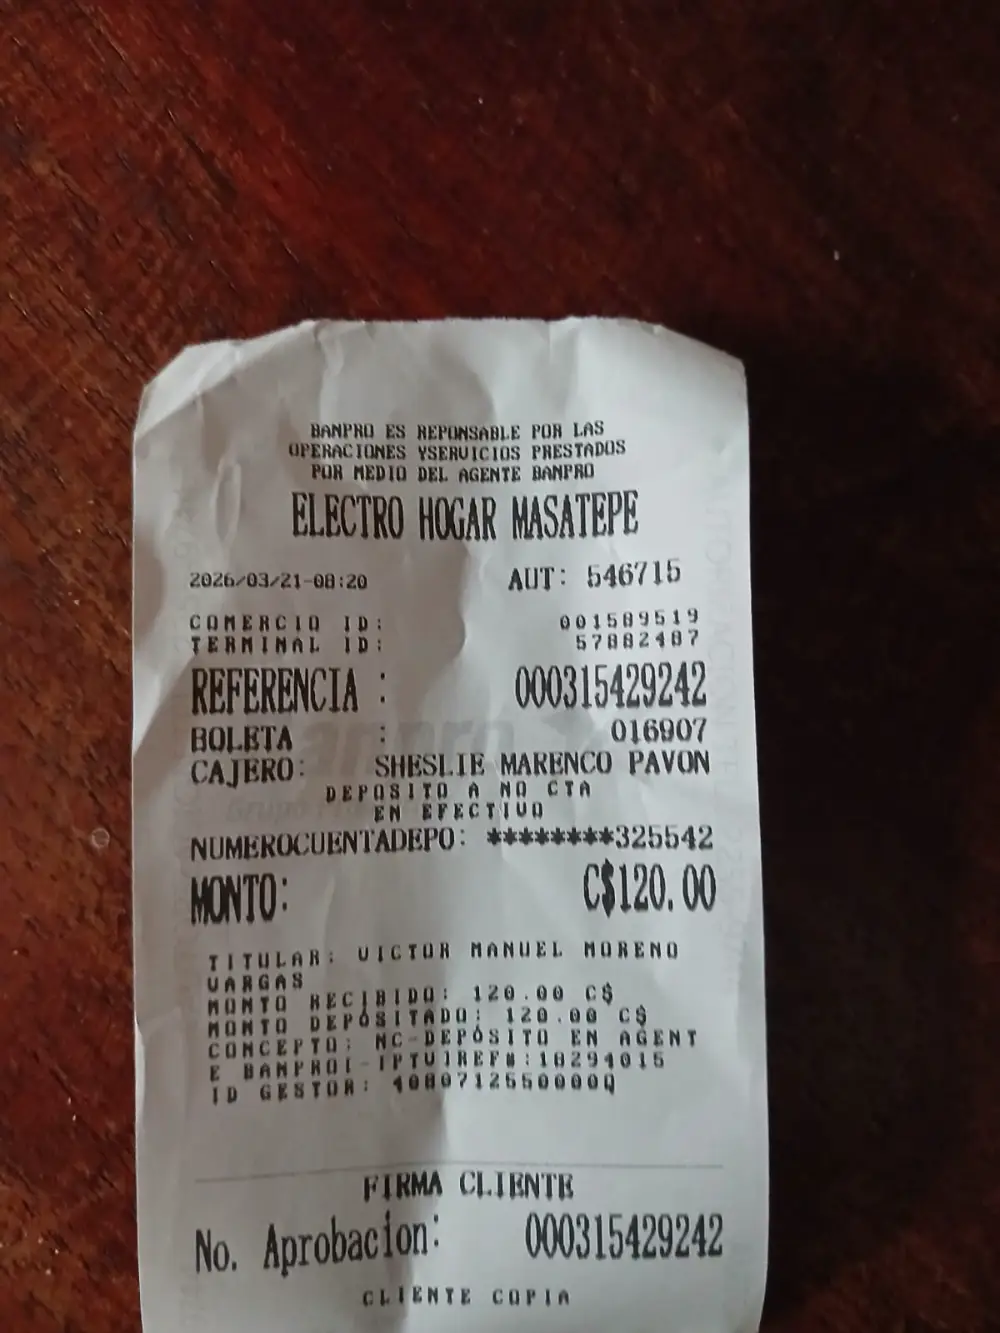 BANPRO ES REPONSABLE POR LAS
OPERACIONES YSERVICIOS PRESTADOS
POR MEDIO DEL AGENTE BANPRO
ELECTRO HOGAR MASATEPE
2026/03/21-08:20 AUT: 546715
COMERCIO ID: 001589519
TERMINAL ID: 57882487
REFERENCIA : 000315429242
BOLETA : 016907
CAJERO: SHESLIE MARENCO PAVON
DEPOSITO A NO CTA
EN EFECTIVO
NUMEROCUENTADEPO: ********325542
MONTO: C$120.00
TITULAR: VICTOR MANUEL MORENO
VARGAS
MONTO RECIBIDO: 120.00 C$
MONTO DEPÓSITADO: 120.00 C$
CONCEPTO: NC-DEPÓSITO EN AGENT
E BANPRO
ID GESTOR:
FIRMA CLIENTE
No. Aprobacion: 000315429242
CLIENTE COPIA